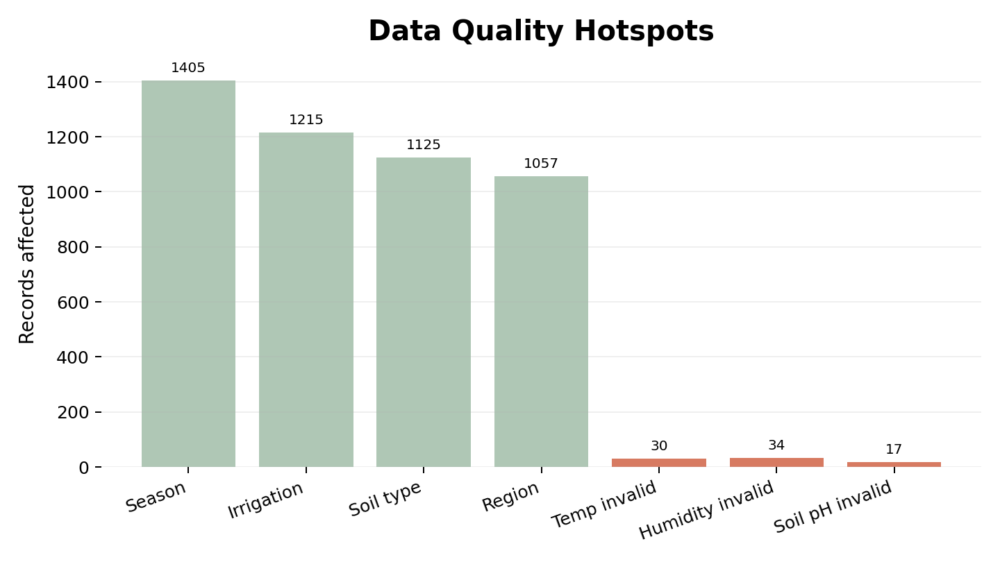 Data Quality Hotspots
Records affected
1400
1200
1000
800
600
400
200
0
1405
1215
1125
1057
30
34
17
Season
Irrigation
Soil type
Region
Temp invalid
Humidity invalid
Soil pH invalid